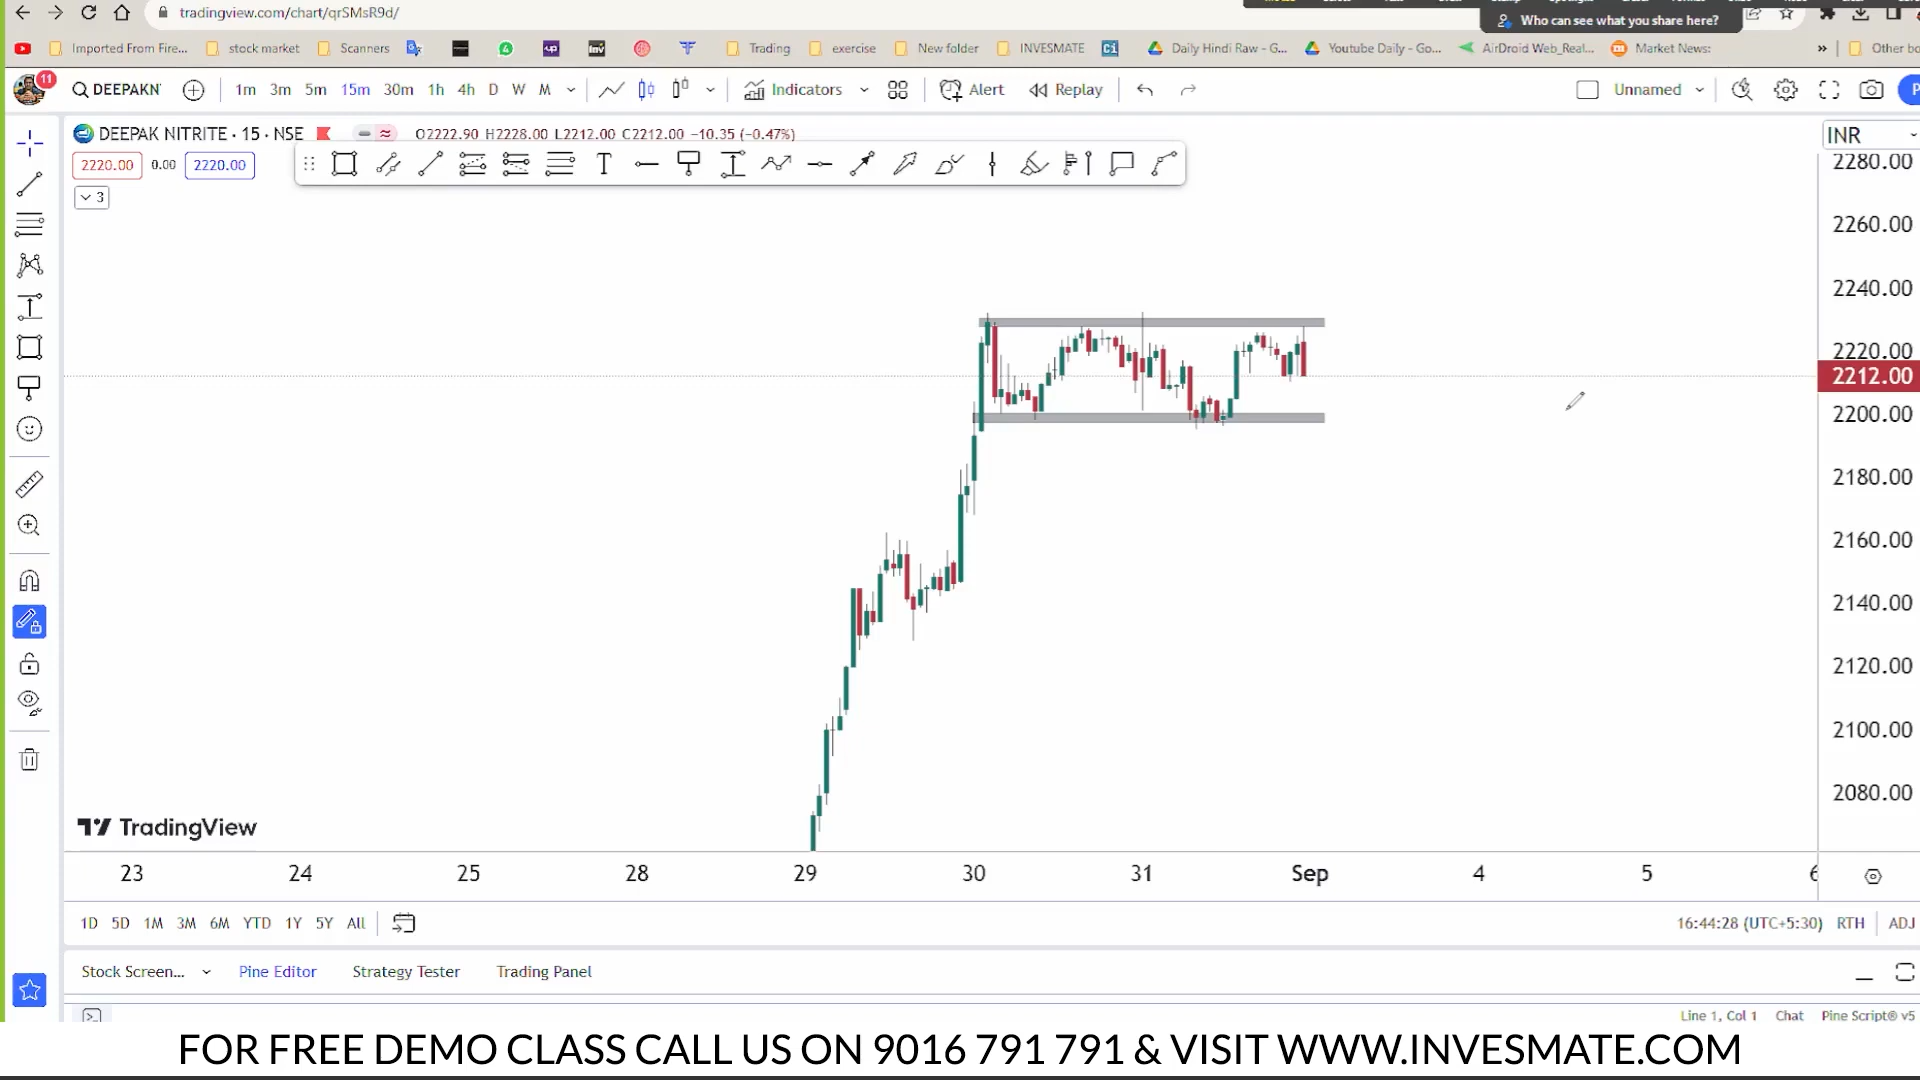 tradingview.com/chart/qrSMsR9d/
Who can see what you share here?
Imported From Fire...
stock market
Scanners
Trading
exercise
New folder
INVESMATE
Daily Hindi Raw - G...
Youtube Daily - Go...
AirDroid Web_Real...
Market News:
»
Other bo
11
DEEPAKN
1m 3m 5m 15m 30m 1h 4h D W M
Indicators
Alert
Replay
Unnamed
P
DEEPAK NITRITE · 15 · NSE
O2222.90 H2228.00 L2212.00 C2212.00 −10.35 (−0.47%)
INR
2220.00 0.00 2220.00
3
2280.00
2260.00
2240.00
2220.00
2212.00
2200.00
2180.00
2160.00
2140.00
2120.00
2100.00
2080.00
TradingView
23 24 25 28 29 30 31 Sep 4 5 6
1D 5D 1M 3M 6M YTD 1Y 5Y All
16:44:28 (UTC+5:30) RTH ADJ
Stock Screen... Pine Editor Strategy Tester Trading Panel
Line 1, Col 1 Chat Pine Script® v5
FOR FREE DEMO CLASS CALL US ON 9016 791 791 & VISIT WWW.INVESMATE.COM